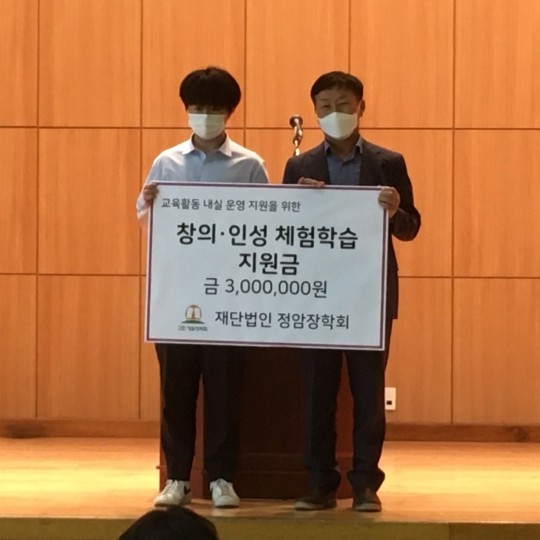 교육활동 내실 운영 지원을 위한
창의·인성 체험학습
지원금
금 3,000,000원
재단법인 정암장학회